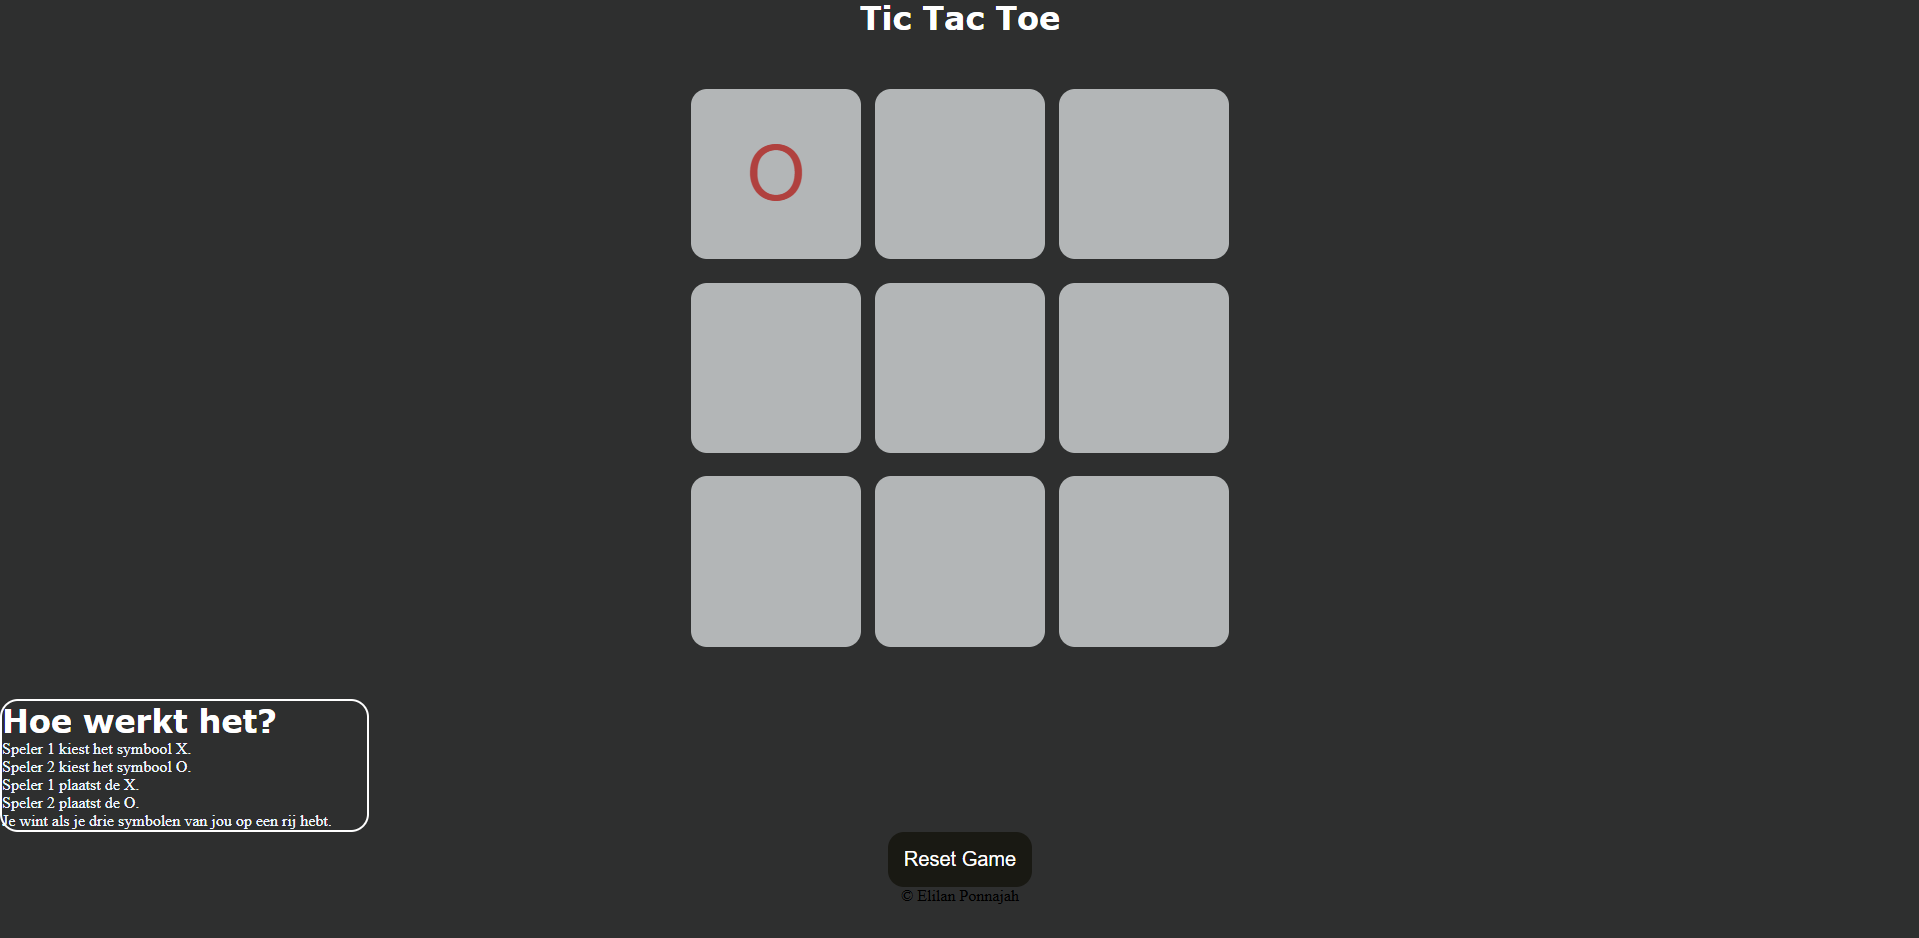 Tic Tac Toe
O
Hoe werkt het?
Speler 1 kiest het symbool X.
Speler 2 kiest het symbool O.
Speler 1 plaatst de X.
Speler 2 plaatst de O.
Je wint als je drie symbolen van jou op een rij hebt.
Reset Game
© Elilan Ponnajah